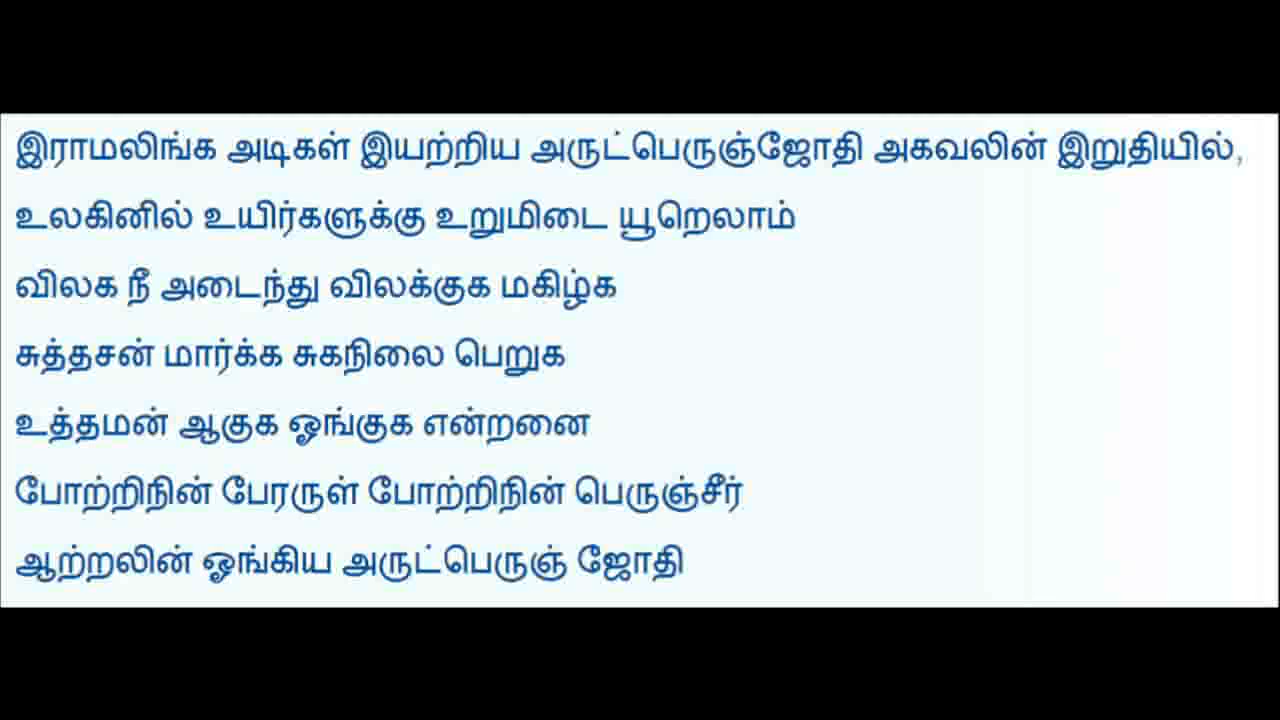 இராமலிங்க அடிகள் இயற்றிய அருட்பெருஞ்ஜோதி அகவலின் இறுதியில்,
உலகினில் உயிர்களுக்கு உறுமிடை யூறெலாம்
விலக நீ அடைந்து விலக்குக மகிழ்க
சுத்தசன் மார்க்க சுகநிலை பெறுக
உத்தமன் ஆகுக ஓங்குக என்றனை
போற்றிநின் பேரருள் போற்றிநின் பெருஞ்சீர்
ஆற்றலின் ஓங்கிய அருட்பெருஞ் ஜோதி